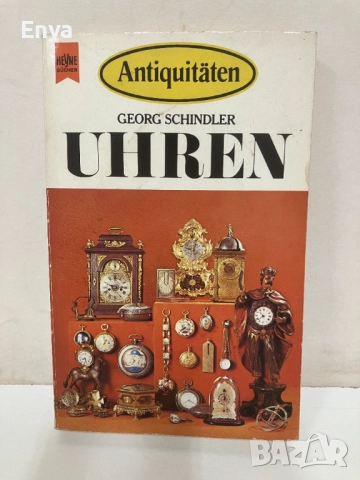 Enya
HEYNE
BÜCHER
Antiquitäten
GEORG SCHINDLER
UHREN
BAZAR